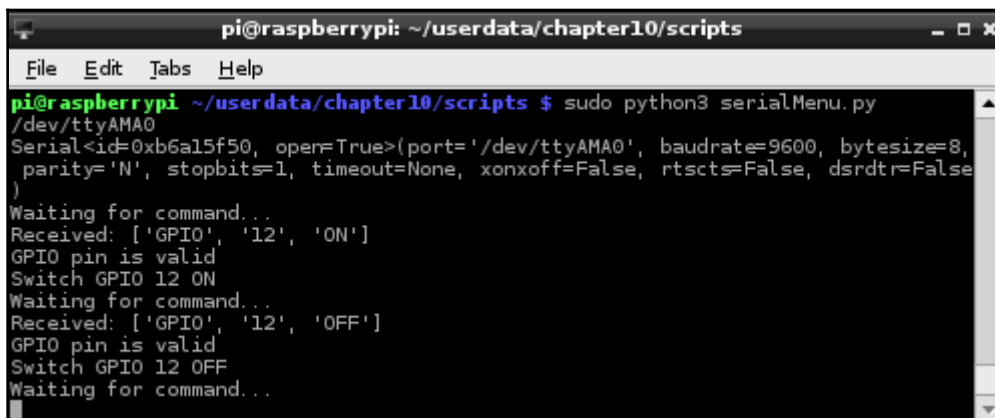 pi@raspberrypi: ~/userdata/chapter10/scripts
File Edit Tabs Help
pi@raspberrypi ~/userdata/chapter10/scripts $ sudo python3 serialMenu.py
/dev/ttyAMA0
Serial<id=0xb6a15f50, open=True>(port='/dev/ttyAMA0', baudrate=9600, bytesize=8,
 parity='N', stopbits=1, timeout=None, xonxoff=False, rtscts=False, dsrdtr=False
)
Waiting for command...
Received: ['GPIO', '12', 'ON']
GPIO pin is valid
Switch GPIO 12 ON
Waiting for command...
Received: ['GPIO', '12', 'OFF']
GPIO pin is valid
Switch GPIO 12 OFF
Waiting for command...